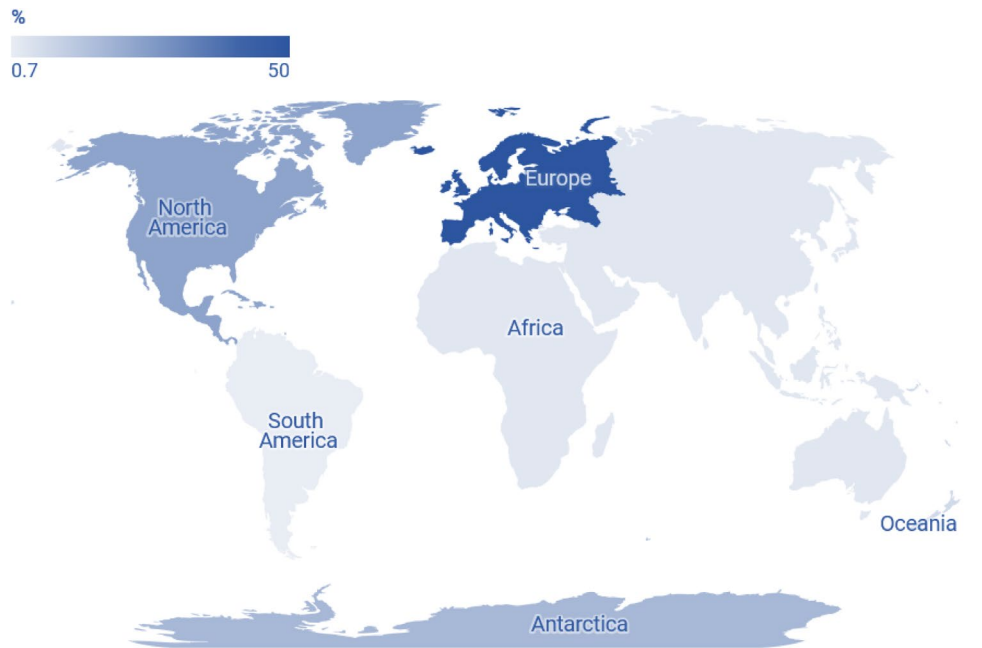 %
0.7 50
North
America
Europe
Africa
South
America
Oceania
Antarctica